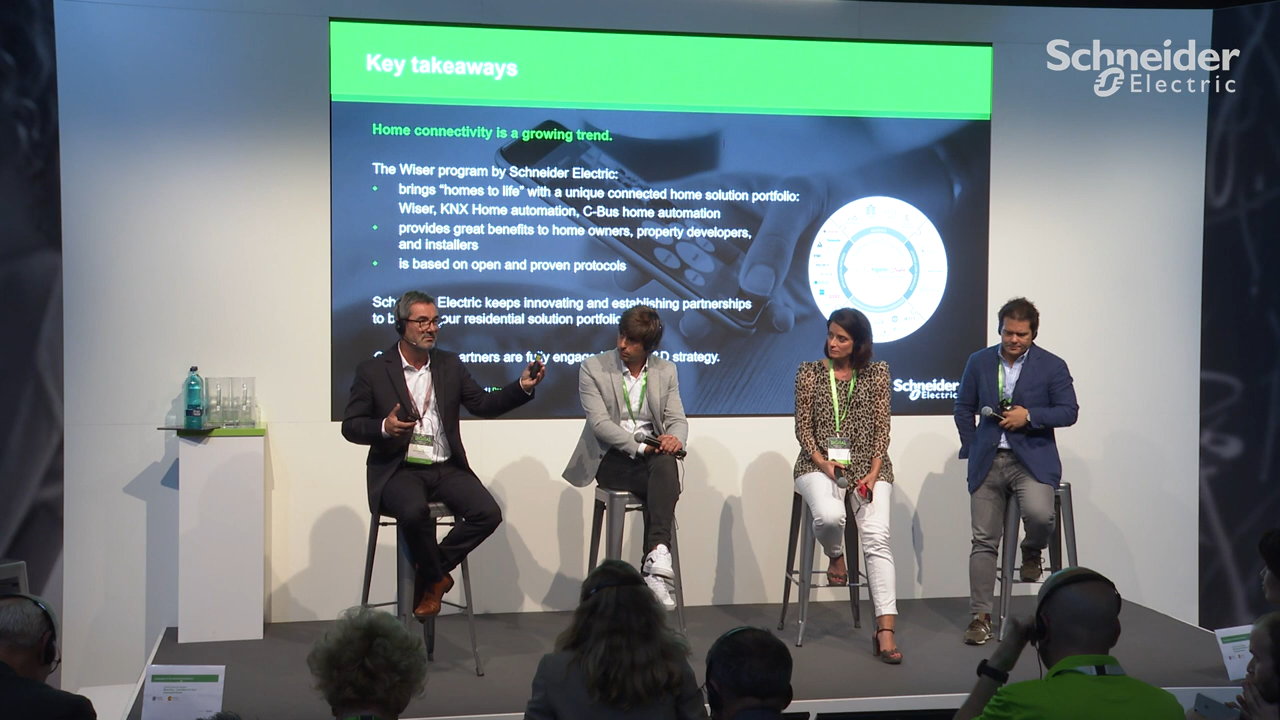 Schneider
Electric
Key takeaways
Home connectivity is a growing trend.
The Wiser program by Schneider Electric:
• brings “homes to life” with a unique connected home solution portfolio:
Wiser, KNX Home automation, C-Bus home automation
• provides great benefits to home owners, property developers,
and installers
• is based on open and proven protocols
Electric keeps innovating and establishing partnerships
to our residential solution
partners are fully strategy.
Schneider
Electric